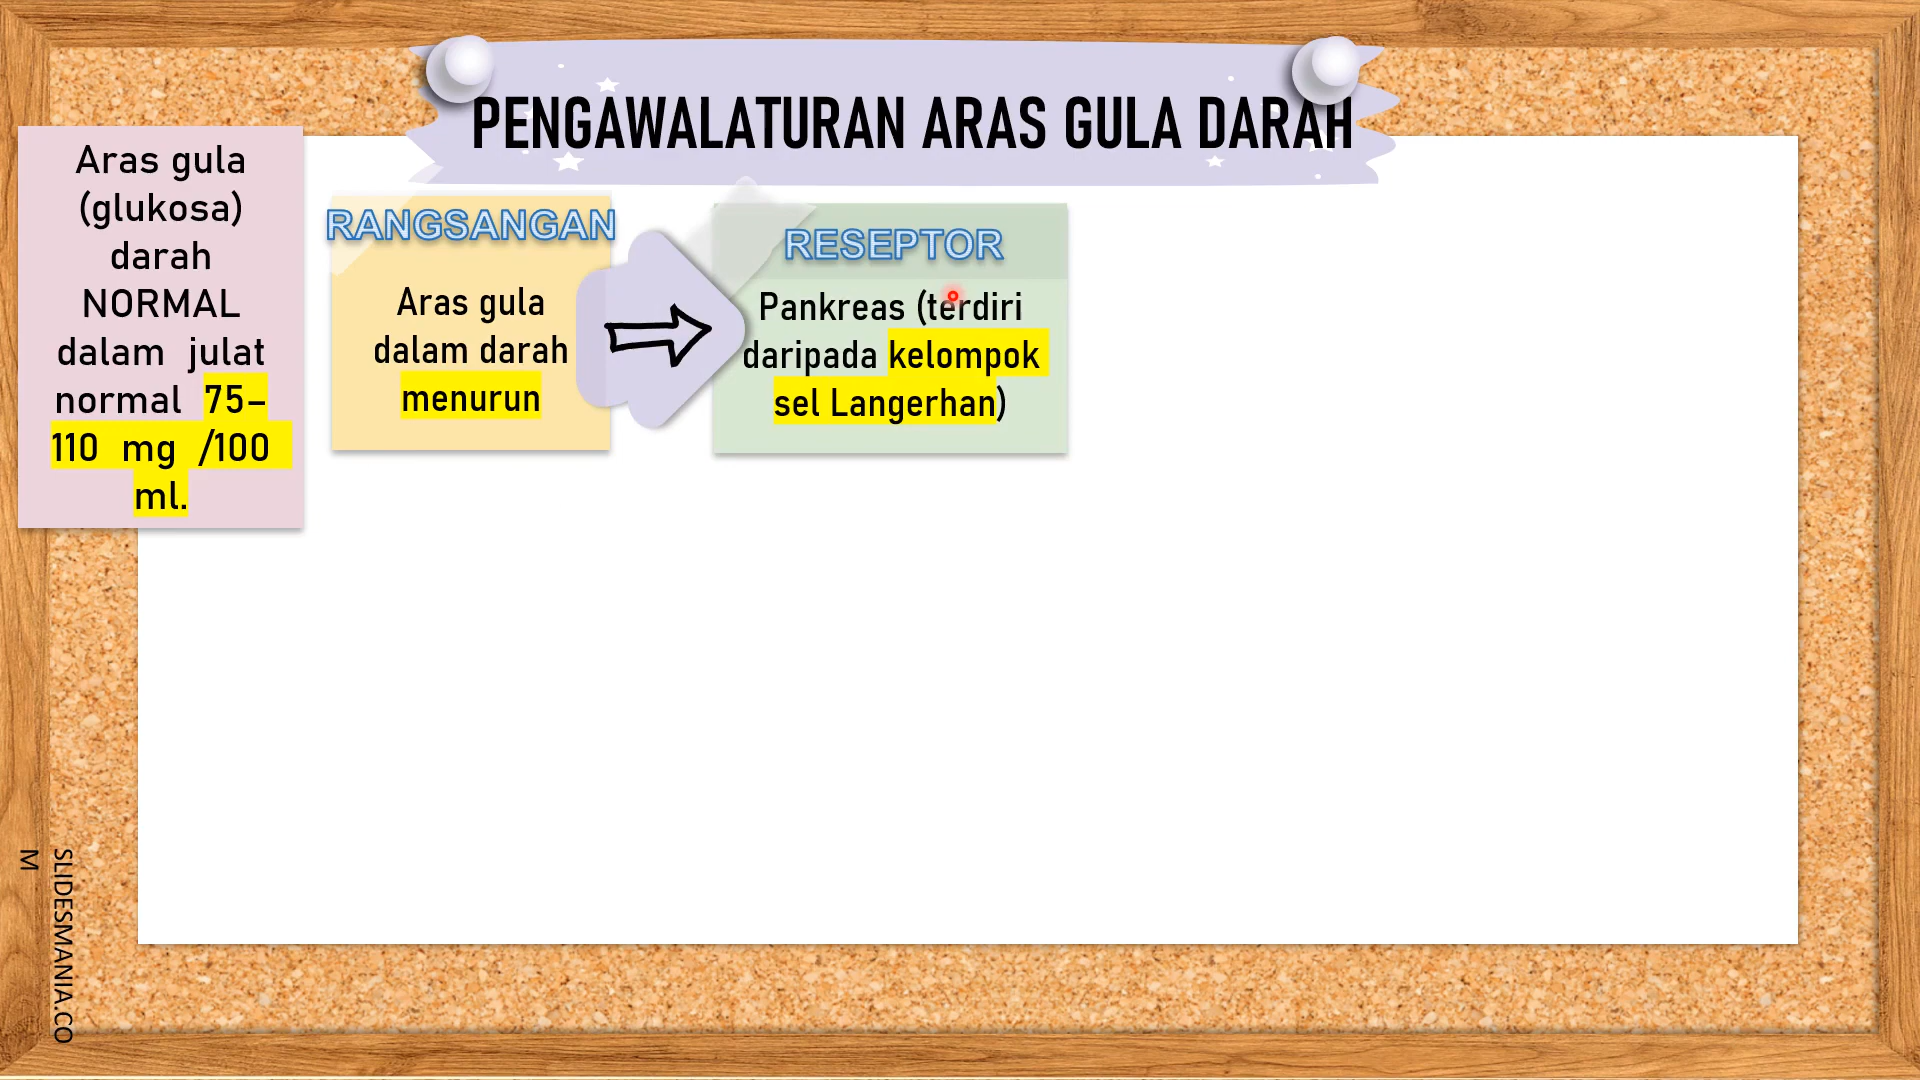 PENGAWALATURAN ARAS GULA DARAH
Aras gula
(glukosa)
darah
NORMAL
dalam julat
normal 75–
110 mg /100
ml.
RANGSANGAN
Aras gula
dalam darah
menurun
RESEPTOR
Pankreas (terdiri
daripada kelompok
sel Langerhan)
SLIDESMANIA.CO
M